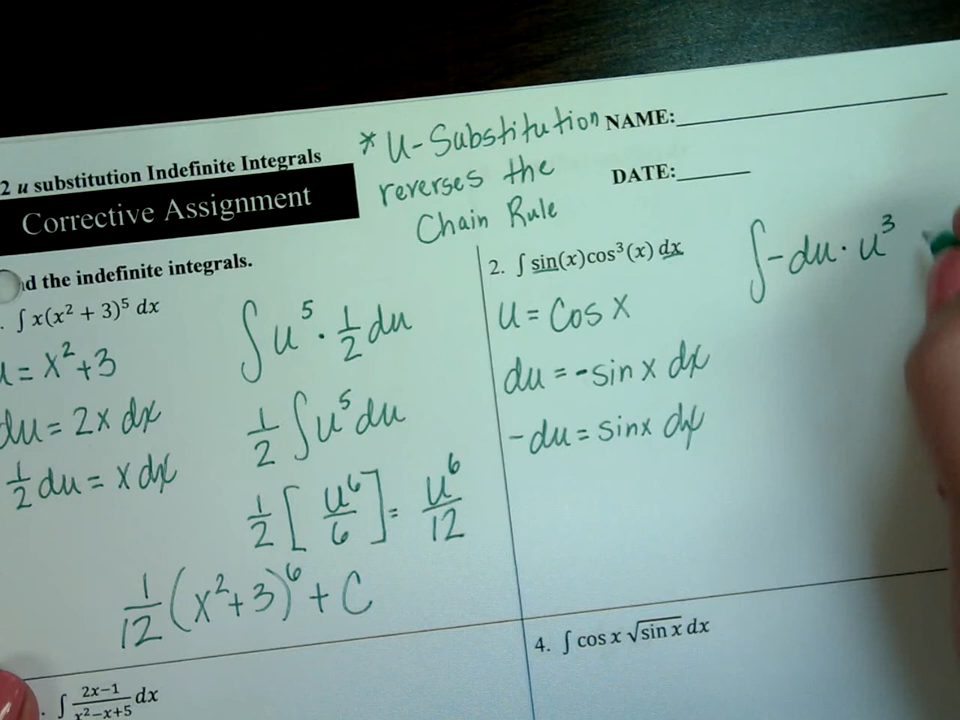 2 u substitution Indefinite Integrals
Corrective Assignment
* U-Substitution
reverses the
Chain Rule
NAME:
DATE:
d the indefinite integrals.
. ∫ x(x² + 3)⁵ dx
u = x²+3
du = 2x dx
½ du = x dx
∫ u⁵ · ½ du
½ ∫ u⁵ du
½ [ u⁶/6 ] = u⁶/12
1/12 (x²+3)⁶ + C
2. ∫ sin(x)cos³(x) dx
u = Cos x
du = -sin x dx
-du = sinx dx
∫ -du · u³
. ∫ 2x-1/x²-x+5 dx
4. ∫ cos x √sin x dx